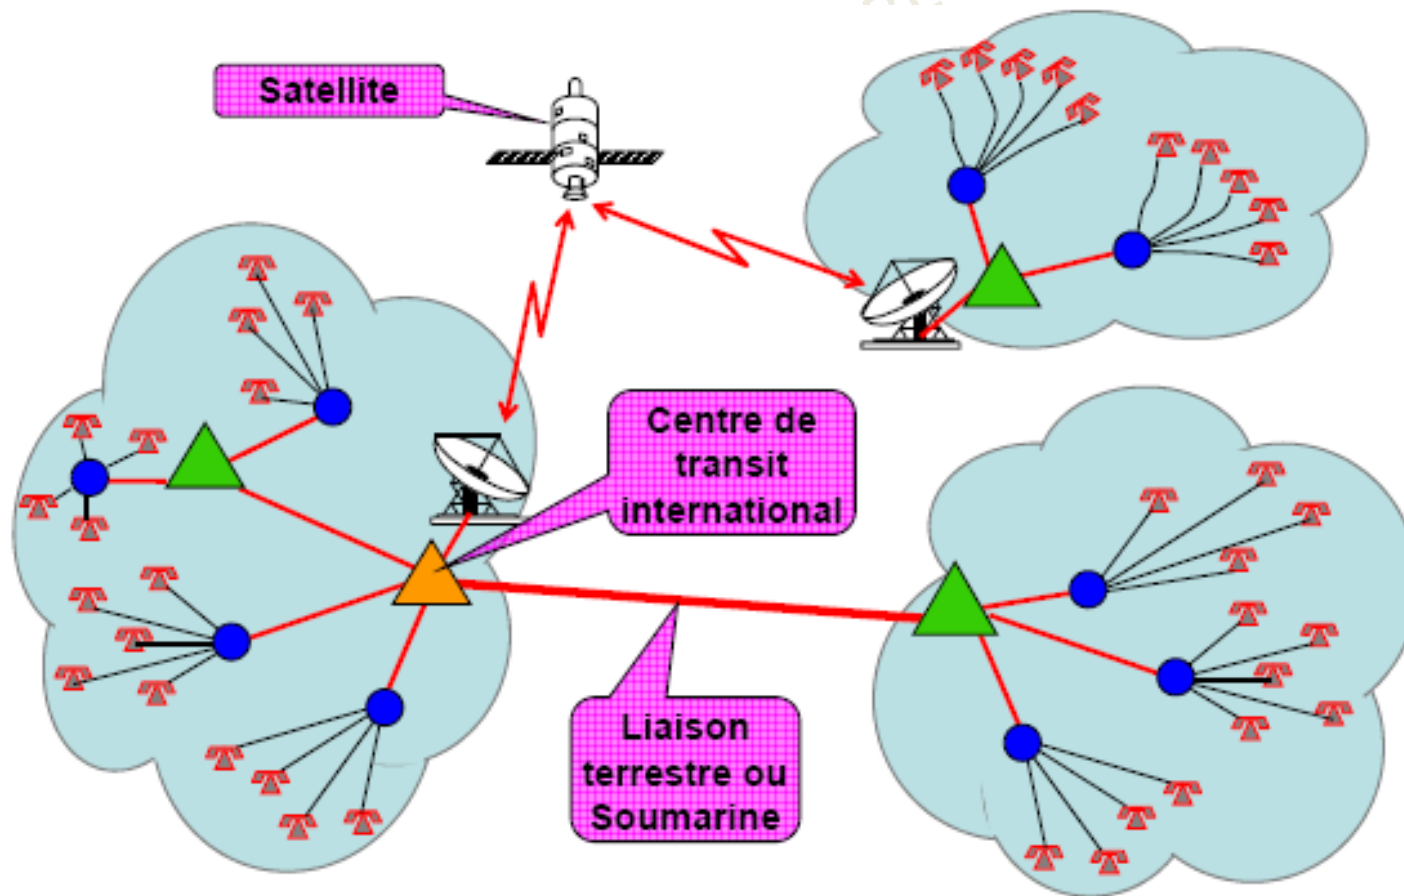 Satellite
Centre de
transit
international
Liaison
terrestre ou
Soumarine